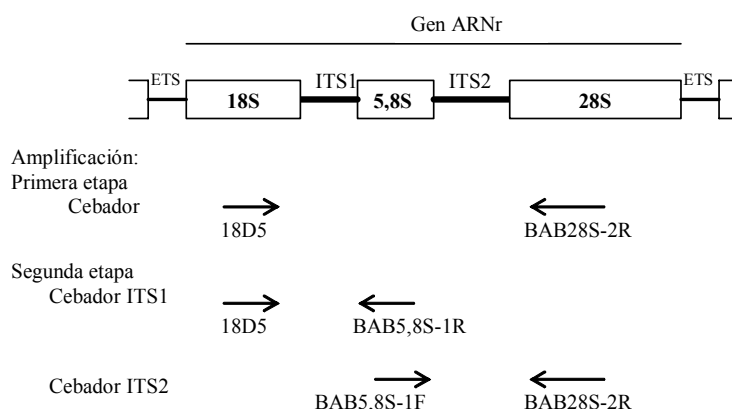 Gen ARNr
ETS ITS1 ITS2 ETS
18S 5,8S 28S
Amplificación:
Primera etapa
Cebador
18D5 BAB28S-2R
Segunda etapa
Cebador ITS1
18D5 BAB5,8S-1R
Cebador ITS2
BAB5,8S-1F BAB28S-2R